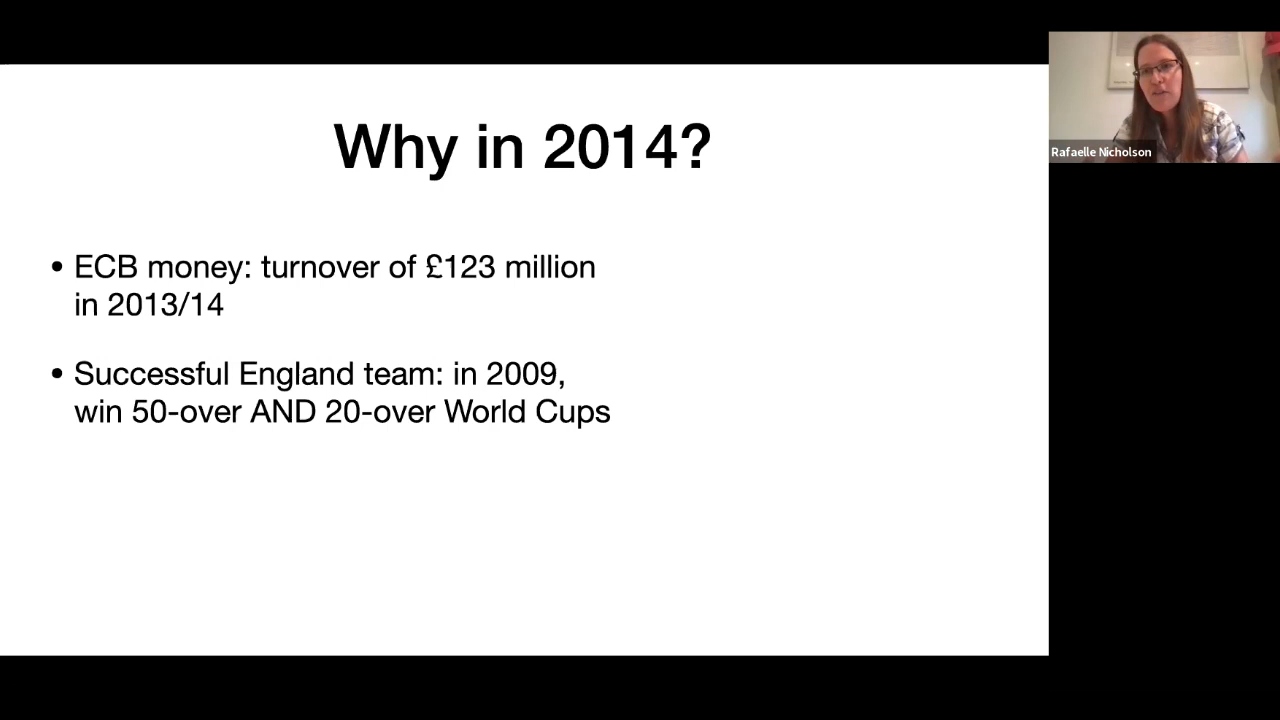 Why in 2014?
• ECB money: turnover of £123 million
in 2013/14
• Successful England team: in 2009,
win 50-over AND 20-over World Cups
Rafaelle Nicholson